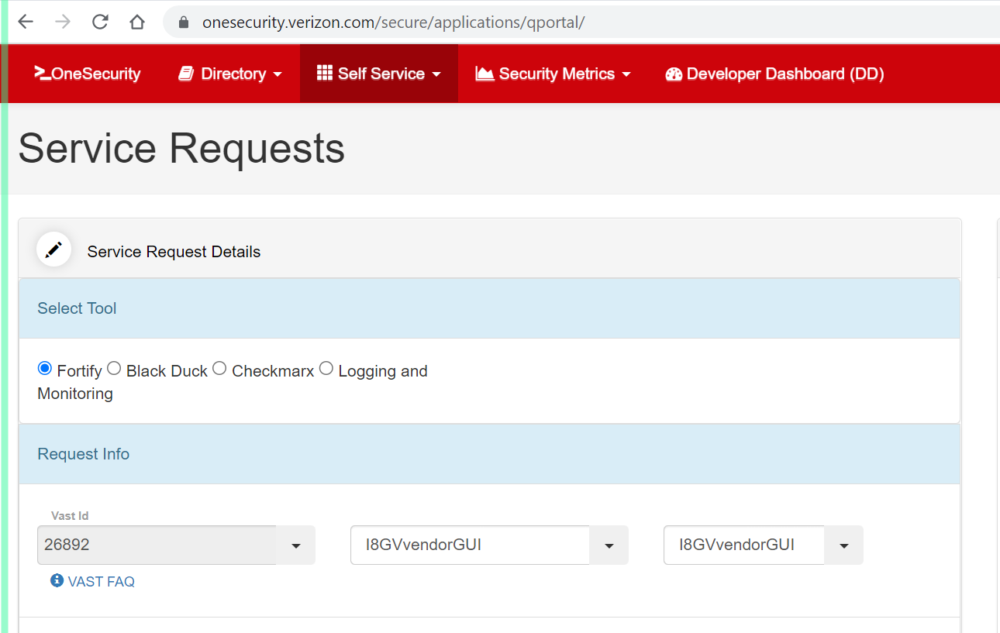 onesecurity.verizon.com/secure/applications/qportal/
>_OneSecurity Directory Self Service Security Metrics Developer Dashboard (DD)
Service Requests
Service Request Details
Select Tool
Fortify Black Duck Checkmarx Logging and
Monitoring
Request Info
Vast Id
26892 I8GVvendorGUI I8GVvendorGUI
VAST FAQ